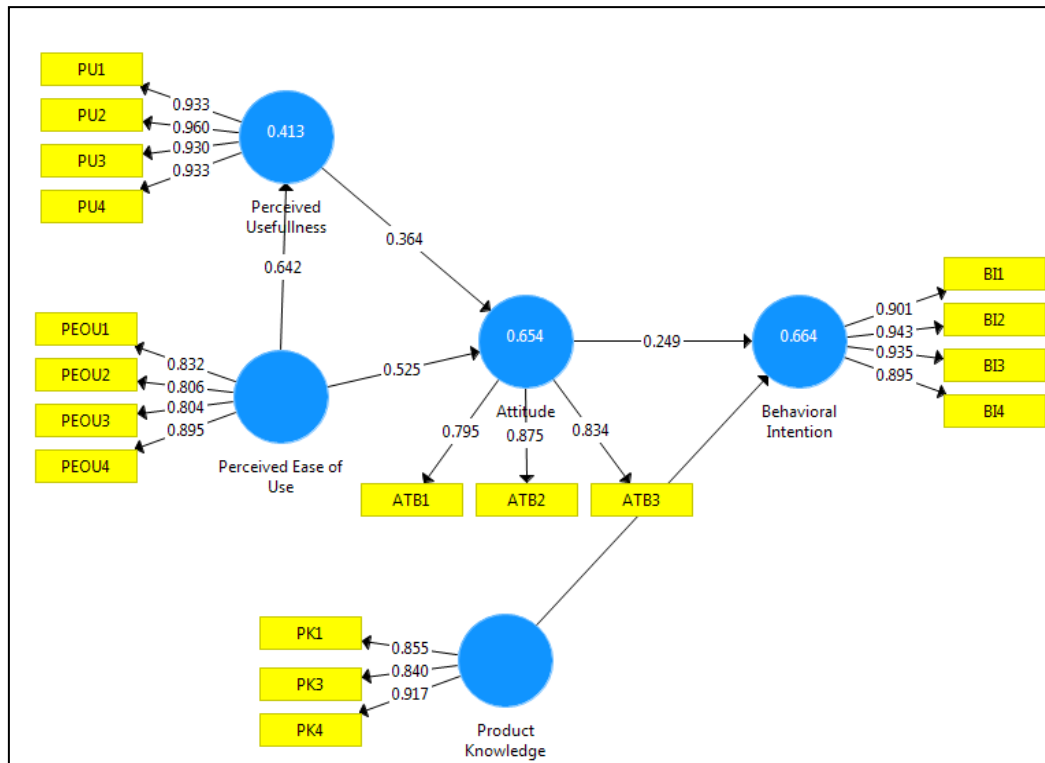 PU1
PU2
PU3
PU4
0.933
0.960
0.930
0.933
0.413
Perceived
Usefullness
0.642
0.364
PEOU1
PEOU2
PEOU3
PEOU4
0.832
0.806
0.804
0.895
Perceived Ease of
Use
0.525
0.654
Attitude
0.795
0.875
0.834
ATB1
ATB2
ATB3
0.249
0.664
Behavioral
Intention
0.901
0.943
0.935
0.895
BI1
BI2
BI3
BI4
PK1
PK3
PK4
0.855
0.840
0.917
Product
Knowledge